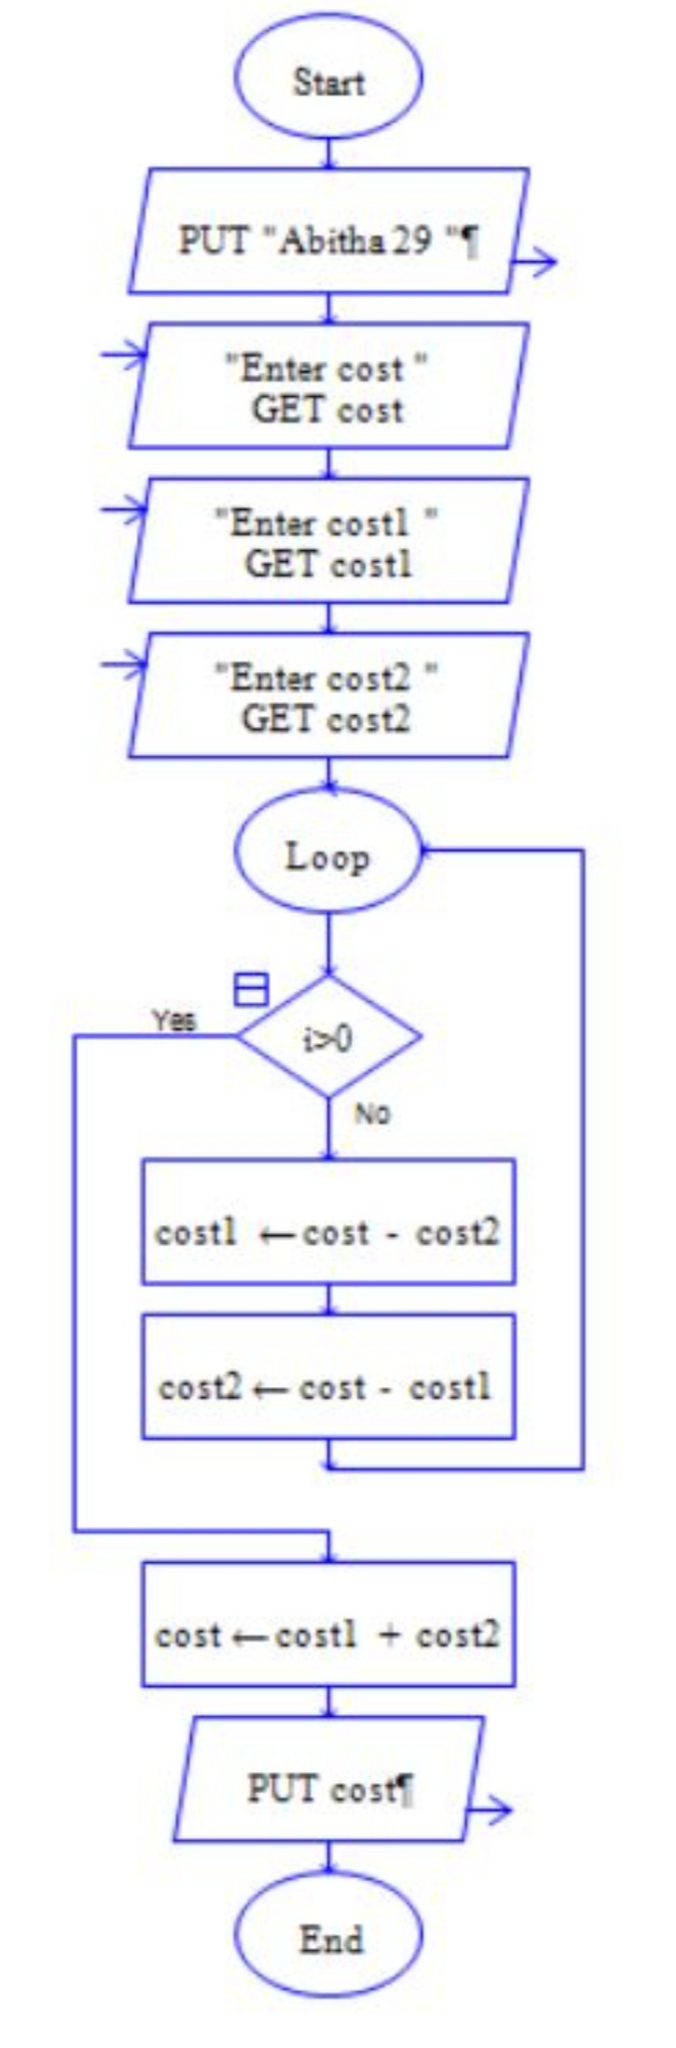 Start
PUT "Abitha 29 "¶
"Enter cost "
GET cost
"Enter cost1 "
GET cost1
"Enter cost2 "
GET cost2
Loop
Yes
i>0
No
cost1 ← cost - cost2
cost2 ← cost - cost1
cost ← cost1 + cost2
PUT cost¶
End